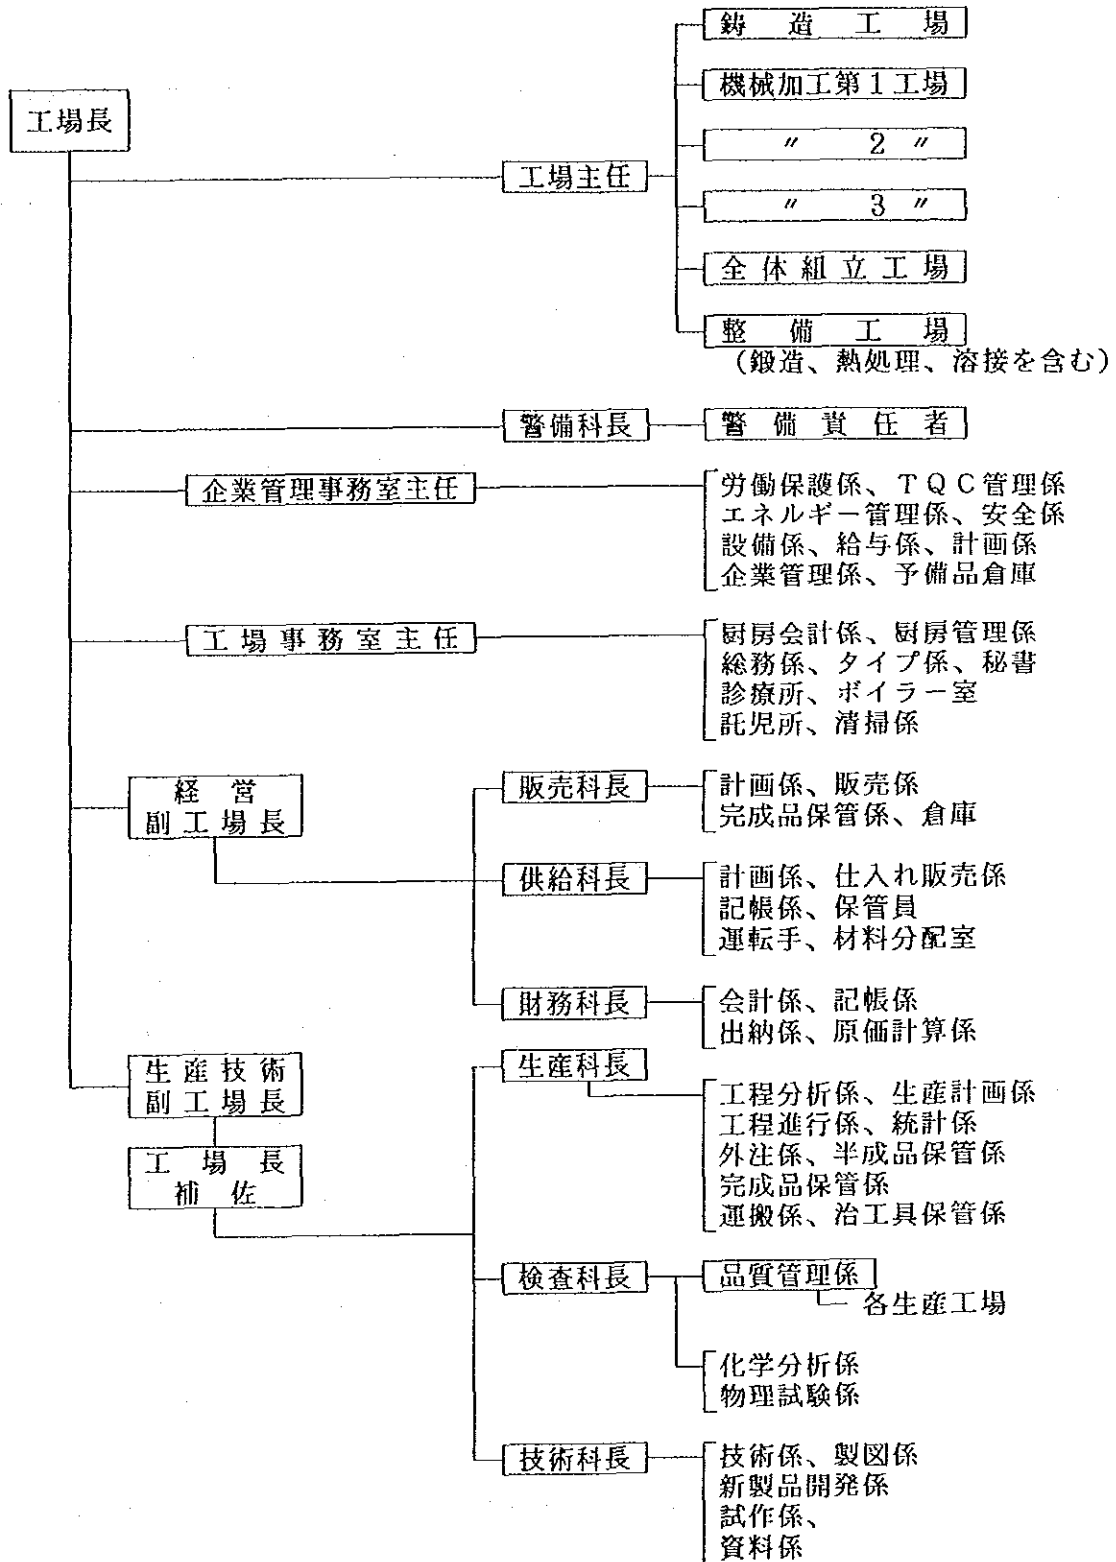 鋳造工場
機械加工第1工場
工場長
〃 2 〃
工場主任
〃 3 〃
全体組立工場
整備工場
(鍛造、熱処理、溶接を含む)
警備科長
警備責任者
企業管理事務室主任
労働保護係、TQC管理係
エネルギー管理係、安全係
設備係、給与係、計画係
企業管理係、予備品倉庫
工場事務室主任
厨房会計係、厨房管理係
総務係、タイプ係、秘書
診療所、ボイラー室
託児所、清掃係
経営
副工場長
販売科長
計画係、販売係
完成品保管係、倉庫
供給科長
計画係、仕入れ販売係
記帳係、保管員
運転手、材料分配室
財務科長
会計係、記帳係
出納係、原価計算係
生産技術
副工場長
工場長
補佐
生産科長
工程分析係、生産計画係
工程進行係、統計係
外注係、半成品保管係
完成品保管係
運搬係、治工具保管係
検査科長
品質管理係
各生産工場
化学分析係
物理試験係
技術科長
技術係、製図係
新製品開発係
試作係、
資料係